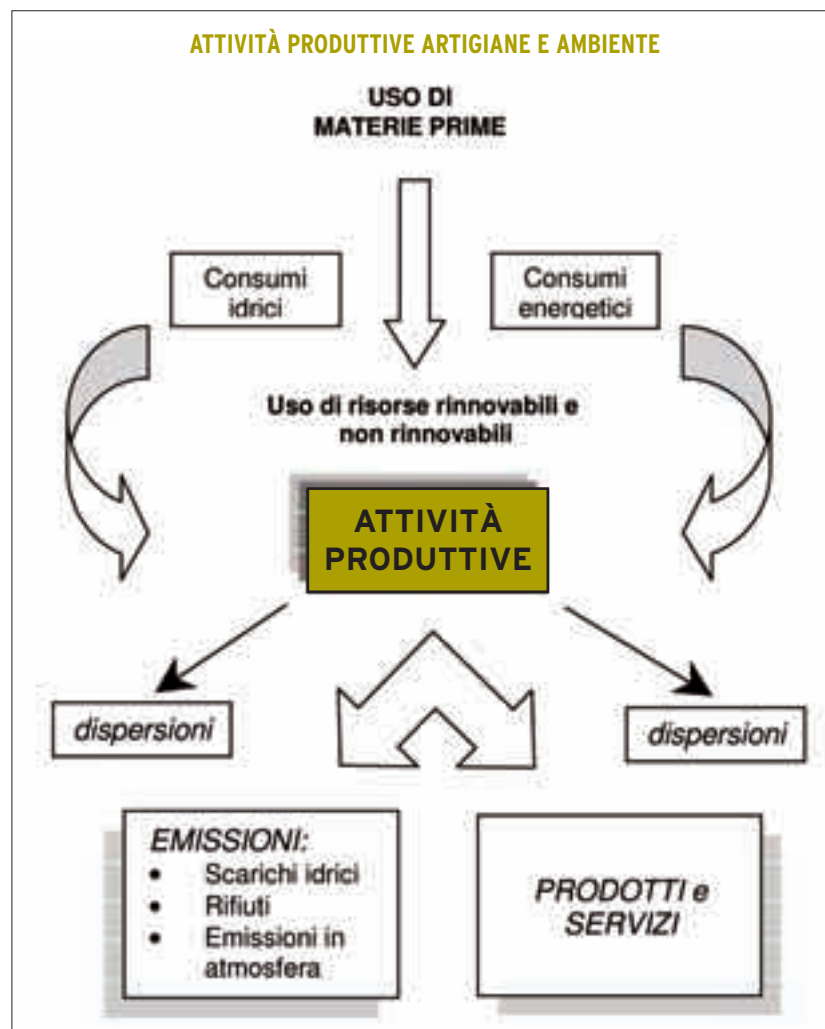 ATTIVITÀ PRODUTTIVE ARTIGIANE E AMBIENTE
USO DI
MATERIE PRIME
Consumi
idrici
Consumi
energetici
Uso di risorse rinnovabili e
non rinnovabili
ATTIVITÀ
PRODUTTIVE
dispersioni
dispersioni
EMISSIONI:
• Scarichi idrici
• Rifiuti
• Emissioni in
atmosfera
PRODOTTI e
SERVIZI